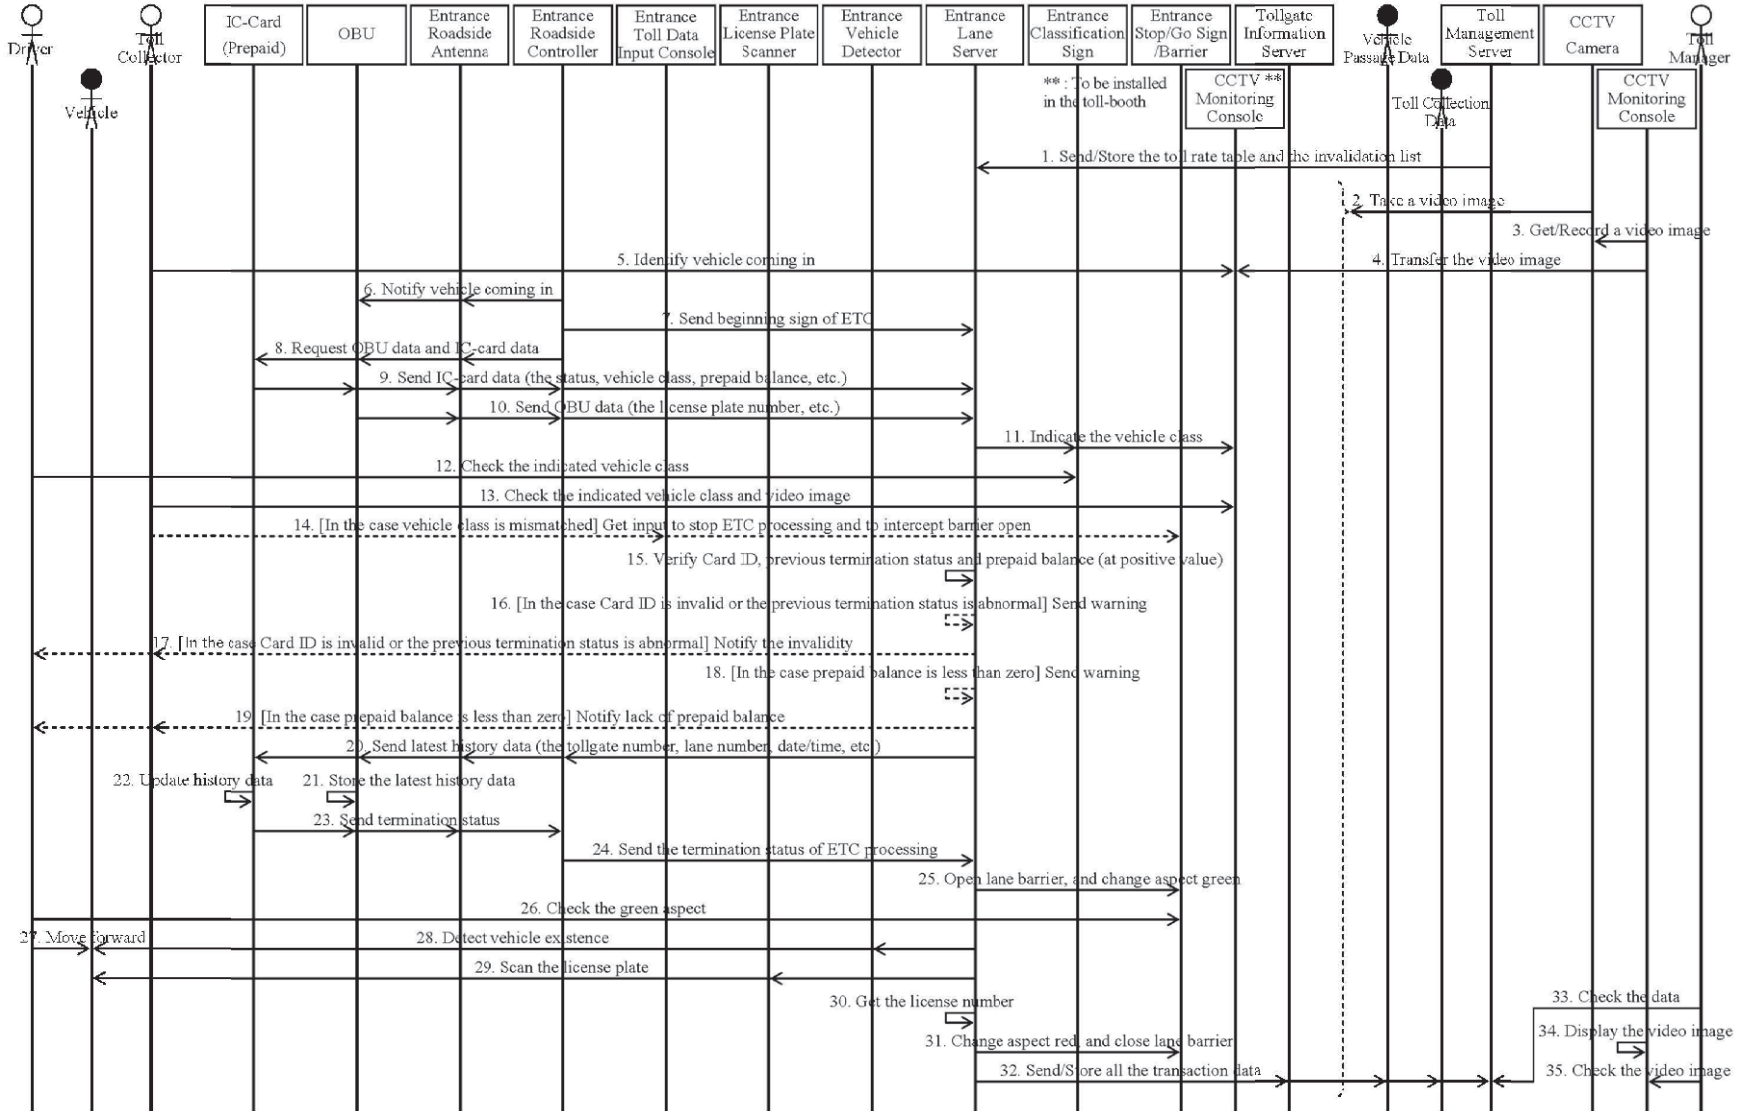 Driver
Toll
Collector
Vehicle
IC-Card
(Prepaid)
OBU
Entrance
Roadside
Antenna
Entrance
Roadside
Controller
Entrance
Toll Data
Input Console
Entrance
License Plate
Scanner
Entrance
Vehicle
Detector
Entrance
Lane
Server
Entrance
Classification
Sign
Entrance
Stop/Go Sign
/Barrier
Tollgate
Information
Server
Vehicle
Passage Data
Toll
Management
Server
CCTV
Camera
Toll
Manager
** : To be installed
in the toll-booth
CCTV **
Monitoring
Console
Toll Collection
Data
CCTV
Monitoring
Console
1. Send/Store the toll rate table and the invalidation list
2. Take a video image
3. Get/Record a video image
4. Transfer the video image
5. Identify vehicle coming in
6. Notify vehicle coming in
7. Send beginning sign of ETC
8. Request OBU data and IC-card data
9. Send IC-card data (the status, vehicle class, prepaid balance, etc.)
10. Send OBU data (the license plate number, etc.)
11. Indicate the vehicle class
12. Check the indicated vehicle class
13. Check the indicated vehicle class and video image
14. [In the case vehicle class is mismatched] Get input to stop ETC processing and to intercept barrier open
15. Verify Card ID, previous termination status and prepaid balance (at positive value)
16. [In the case Card ID is invalid or the previous termination status is abnormal] Send warning
17. [In the case Card ID is invalid or the previous termination status is abnormal] Notify the invalidity
18. [In the case prepaid balance is less than zero] Send warning
19. [In the case prepaid balance is less than zero] Notify lack of prepaid balance
20. Send latest history data (the tollgate number, lane number, date/time, etc.)
22. Update history data
21. Store the latest history data
23. Send termination status
24. Send the termination status of ETC processing
25. Open lane barrier, and change aspect green
26. Check the green aspect
27. Move forward
28. Detect vehicle existence
29. Scan the license plate
30. Get the license number
33. Check the data
31. Change aspect red, and close lane barrier
34. Display the video image
32. Send/Store all the transaction data
35. Check the video image